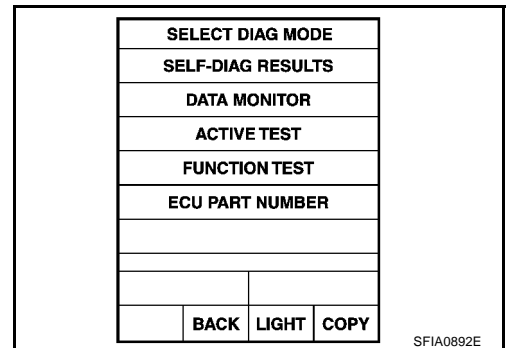 SELECT DIAG MODE
SELF-DIAG RESULTS
DATA MONITOR
ACTIVE TEST
FUNCTION TEST
ECU PART NUMBER
BACK LIGHT COPY
SFIA0892E